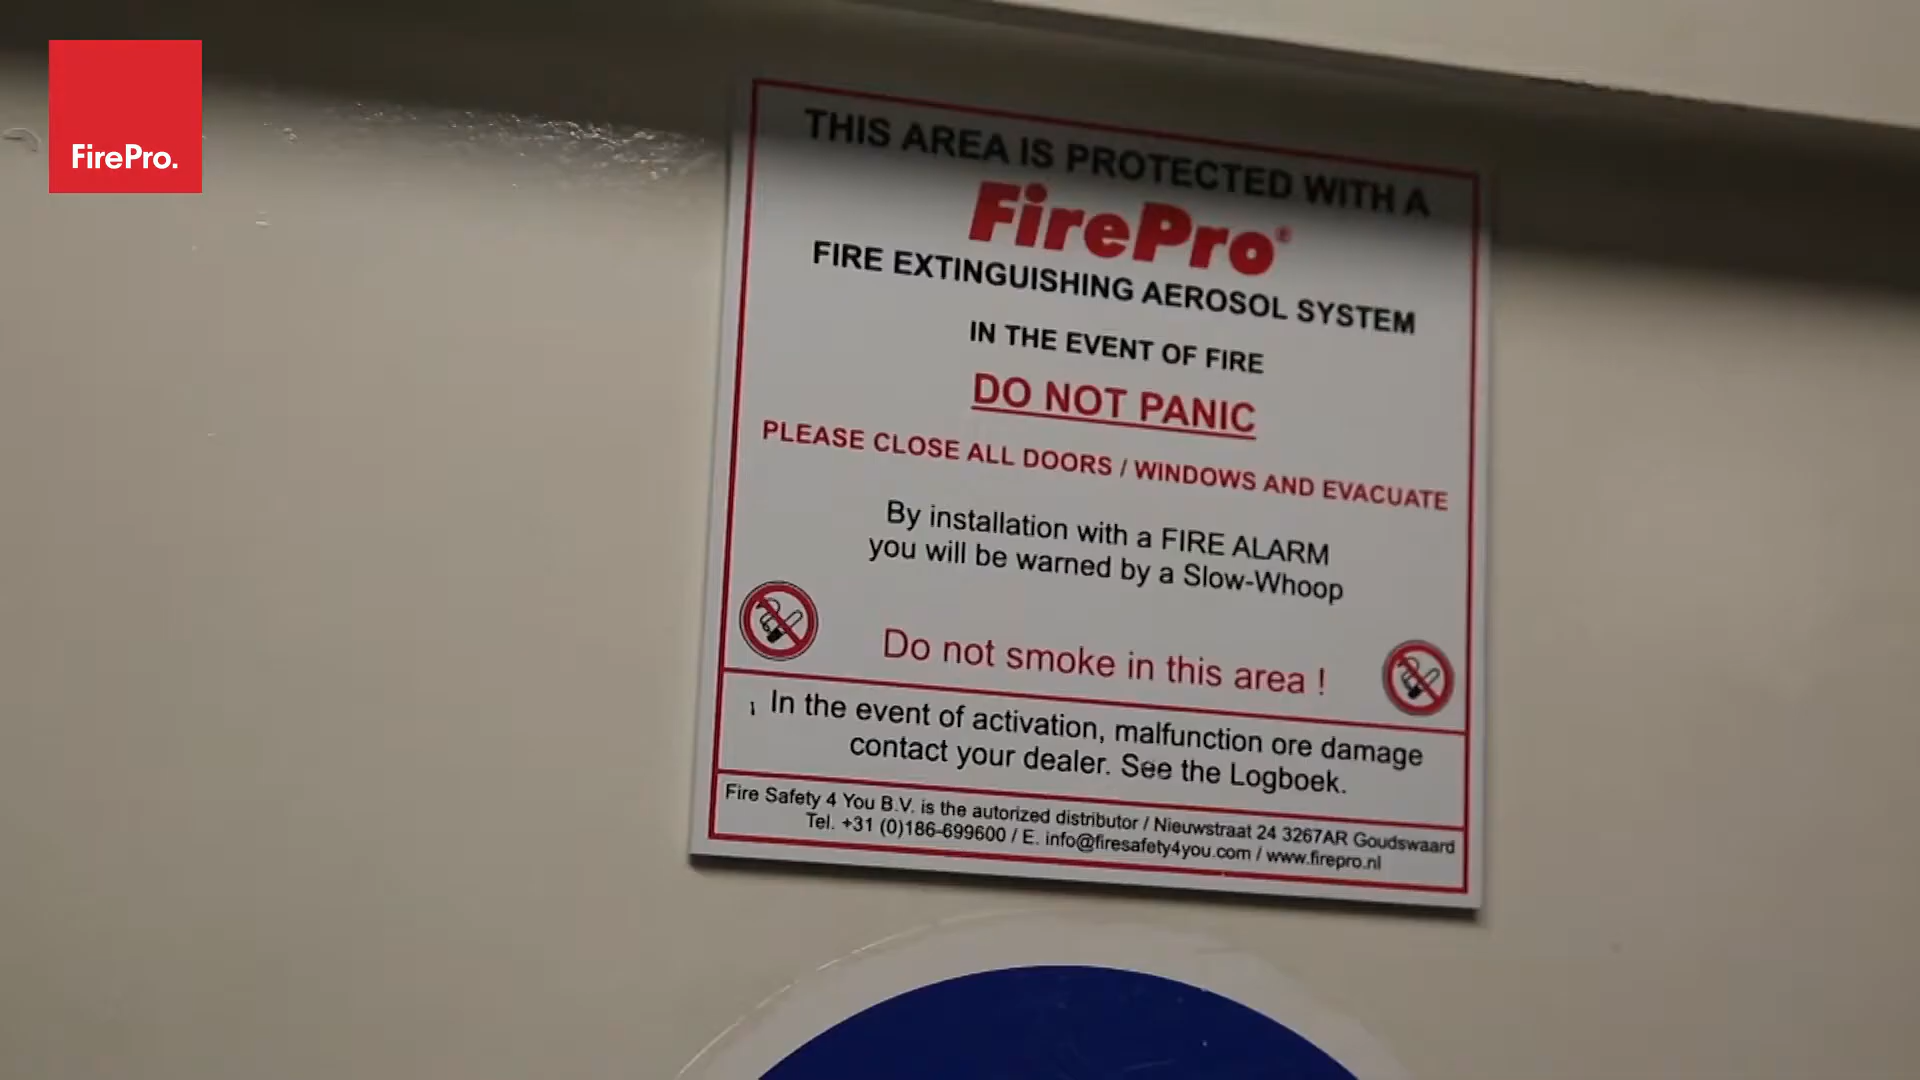 FirePro.
THIS AREA IS PROTECTED WITH A
FirePro®
FIRE EXTINGUISHING AEROSOL SYSTEM
IN THE EVENT OF FIRE
DO NOT PANIC
PLEASE CLOSE ALL DOORS / WINDOWS AND EVACUATE
By installation with a FIRE ALARM
you will be warned by a Slow-Whoop
Do not smoke in this area !
In the event of activation, malfunction ore damage
contact your dealer. See the Logboek.
Fire Safety 4 You B.V. is the autorized distributor / Nieuwstraat 24 3267AR Goudswaard
Tel. +31 (0)186-699600 / E. info@firesafety4you.com / www.firepro.nl